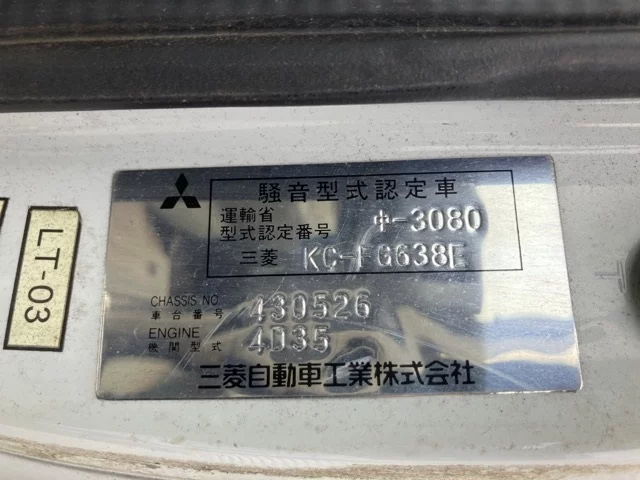 騒音型式認定車
運輸省
型式認定番号 中-3080
三菱 KC-FG638E
CHASSIS NO.
車台番号 430526
ENGINE
機関型式 4D35
三菱自動車工業株式会社
LT-03